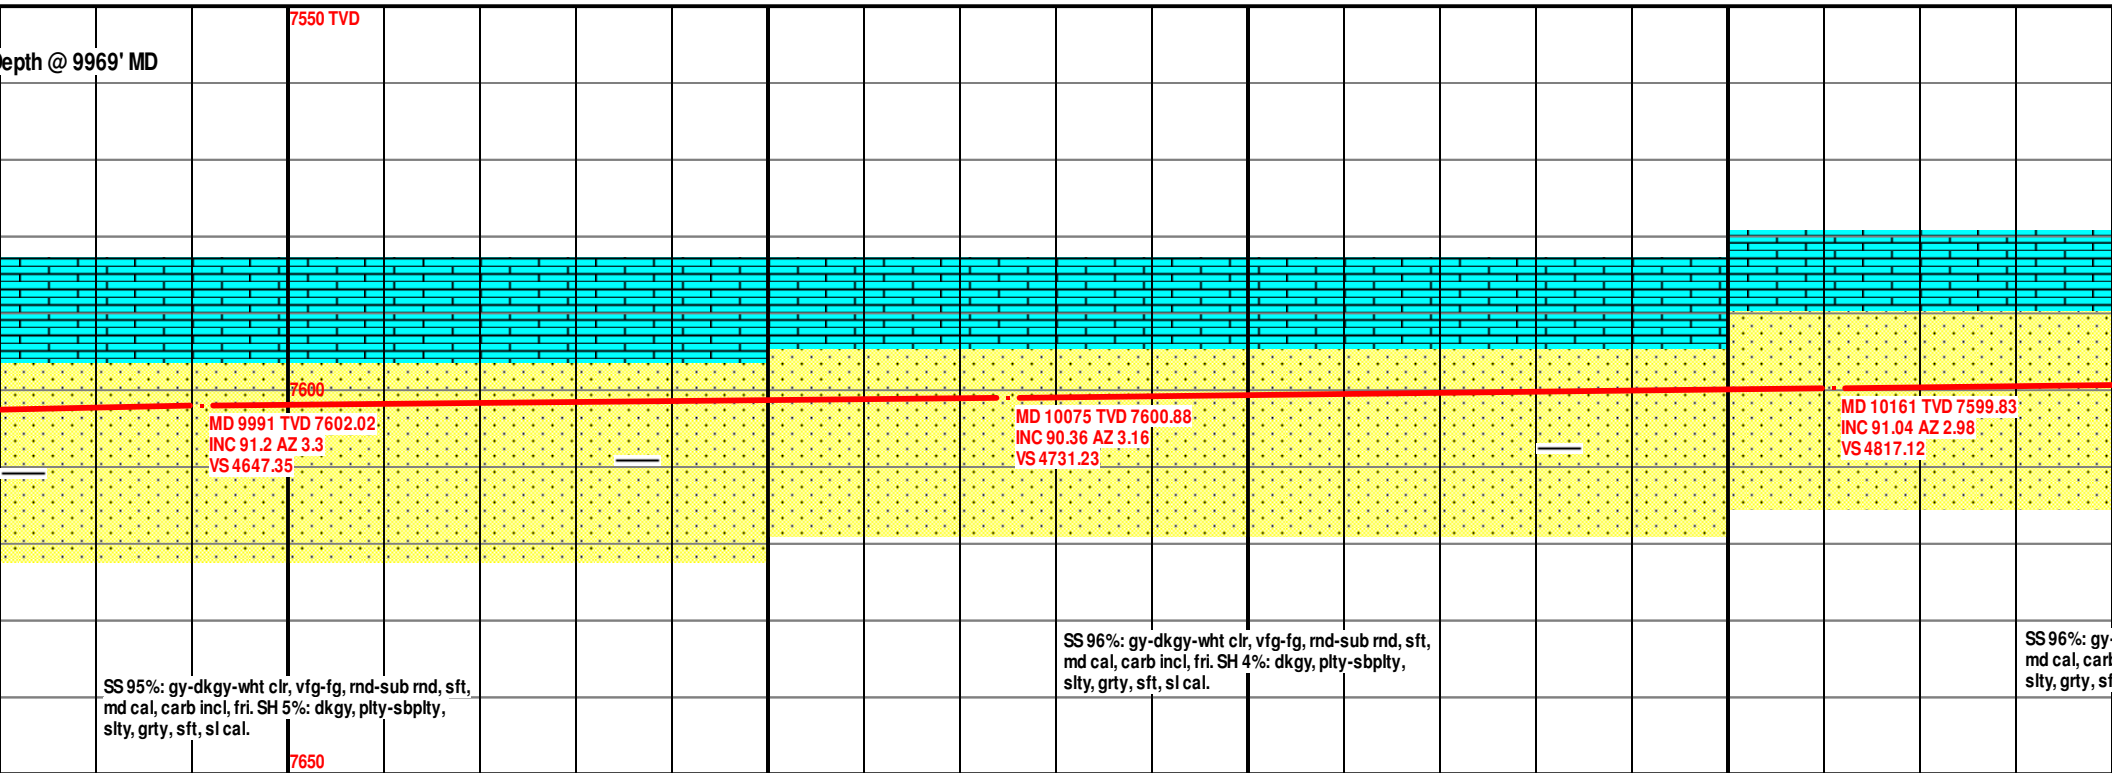 7550 TVD
epth @ 9969' MD
7600
MD 9991 TVD 7602.02
INC 91.2 AZ 3.3
VS 4647.35
MD 10075 TVD 7600.88
INC 90.36 AZ 3.16
VS 4731.23
MD 10161 TVD 7599.83
INC 91.04 AZ 2.98
VS 4817.12
SS 95%: gy-dkgy-wht clr, vfg-fg, rnd-sub rnd, sft,
md cal, carb incl, fri. SH 5%: dkgy, plty-sbplty,
slty, grty, sft, sl cal.
SS 96%: gy-dkgy-wht clr, vfg-fg, rnd-sub rnd, sft,
md cal, carb incl, fri. SH 4%: dkgy, plty-sbplty,
slty, grty, sft, sl cal.
SS 96%: gy-
md cal, carb
slty, grty, sf
7650